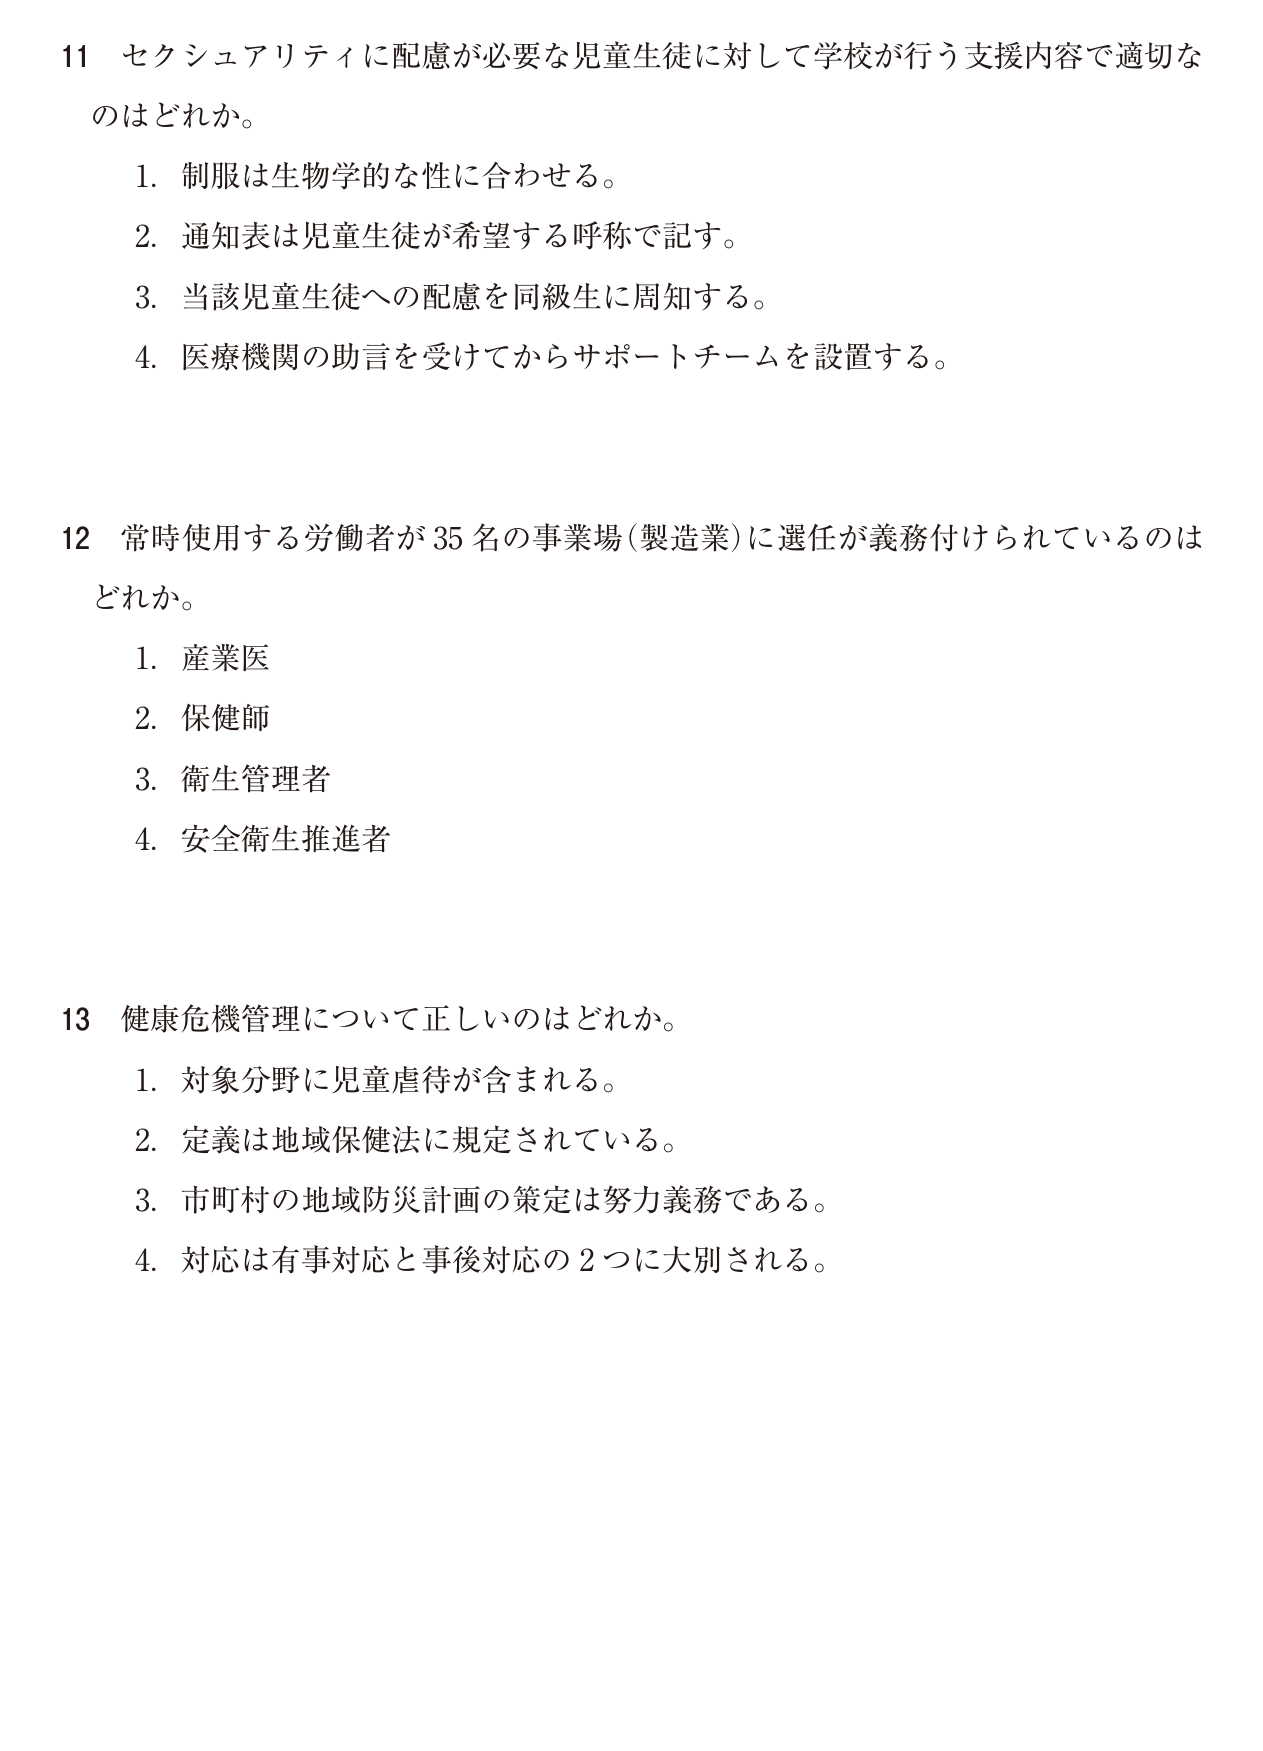 11 セクシュアリティに配慮が必要な児童生徒に対して学校が行う支援内容で適切な
のはどれか。
1. 制服は生物学的な性に合わせる。
2. 通知表は児童生徒が希望する呼称で記す。
3. 当該児童生徒への配慮を同級生に周知する。
4. 医療機関の助言を受けてからサポートチームを設置する。
12 常時使用する労働者が 35 名の事業場(製造業)に選任が義務付けられているのは
どれか。
1. 産業医
2. 保健師
3. 衛生管理者
4. 安全衛生推進者
13 健康危機管理について正しいのはどれか。
1. 対象分野に児童虐待が含まれる。
2. 定義は地域保健法に規定されている。
3. 市町村の地域防災計画の策定は努力義務である。
4. 対応は有事対応と事後対応の 2 つに大別される。